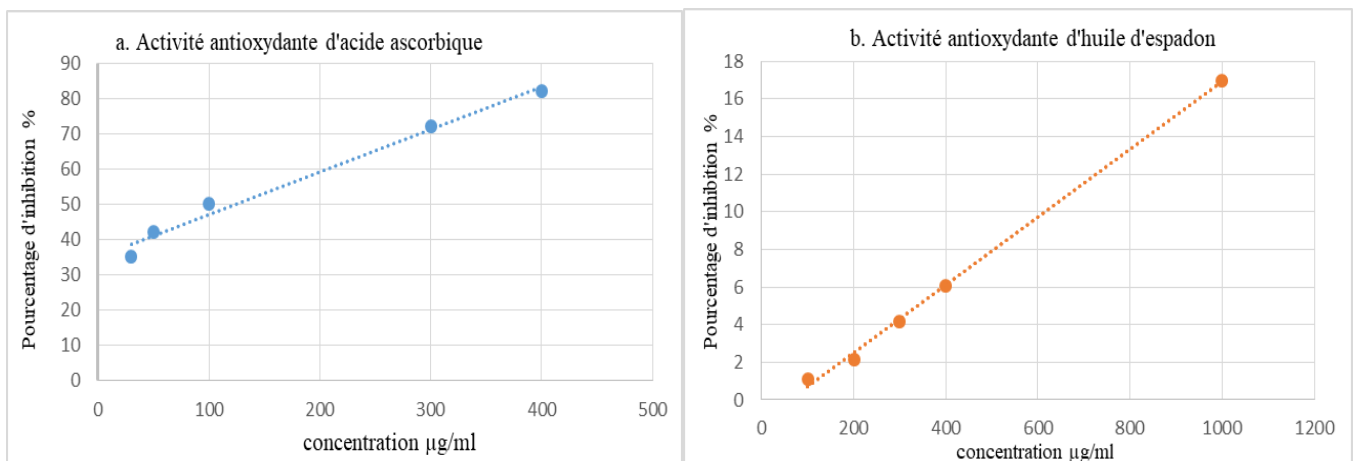 a. Activité antioxydante d'acide ascorbique
90
80
70
60
50
40
30
20
10
0
Pourcentage d'inhibition %
0 100 200 300 400 500
concentration µg/ml
b. Activité antioxydante d'huile d'espadon
18
16
14
12
10
8
6
4
2
0
Pourcentage d'inhibition %
0 200 400 600 800 1000 1200
concentration µg/ml